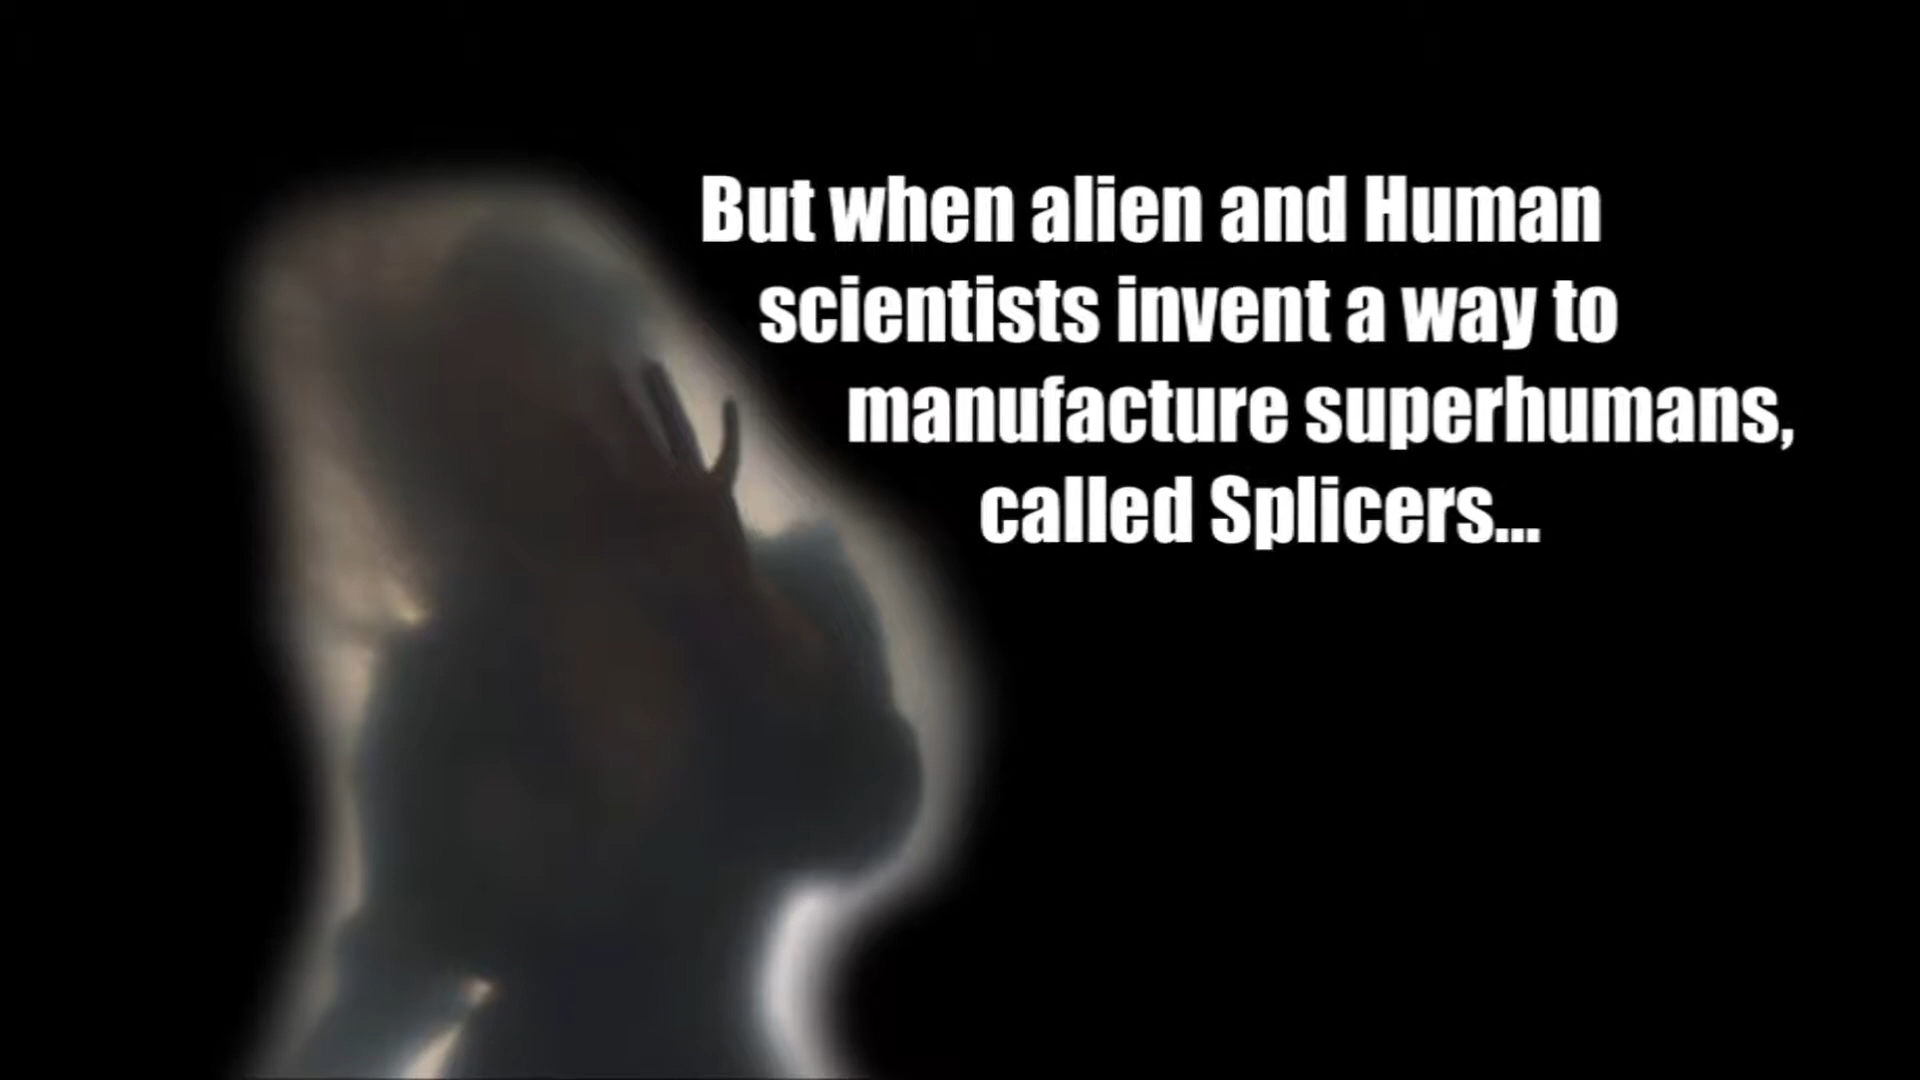 But when alien and Human
scientists invent a way to
manufacture superhumans,
called Splicers...